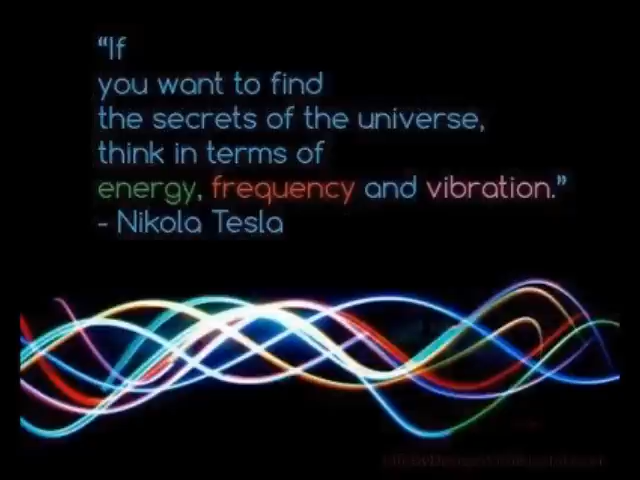 “If
you want to find
the secrets of the universe,
think in terms of
energy, frequency and vibration.”
- Nikola Tesla